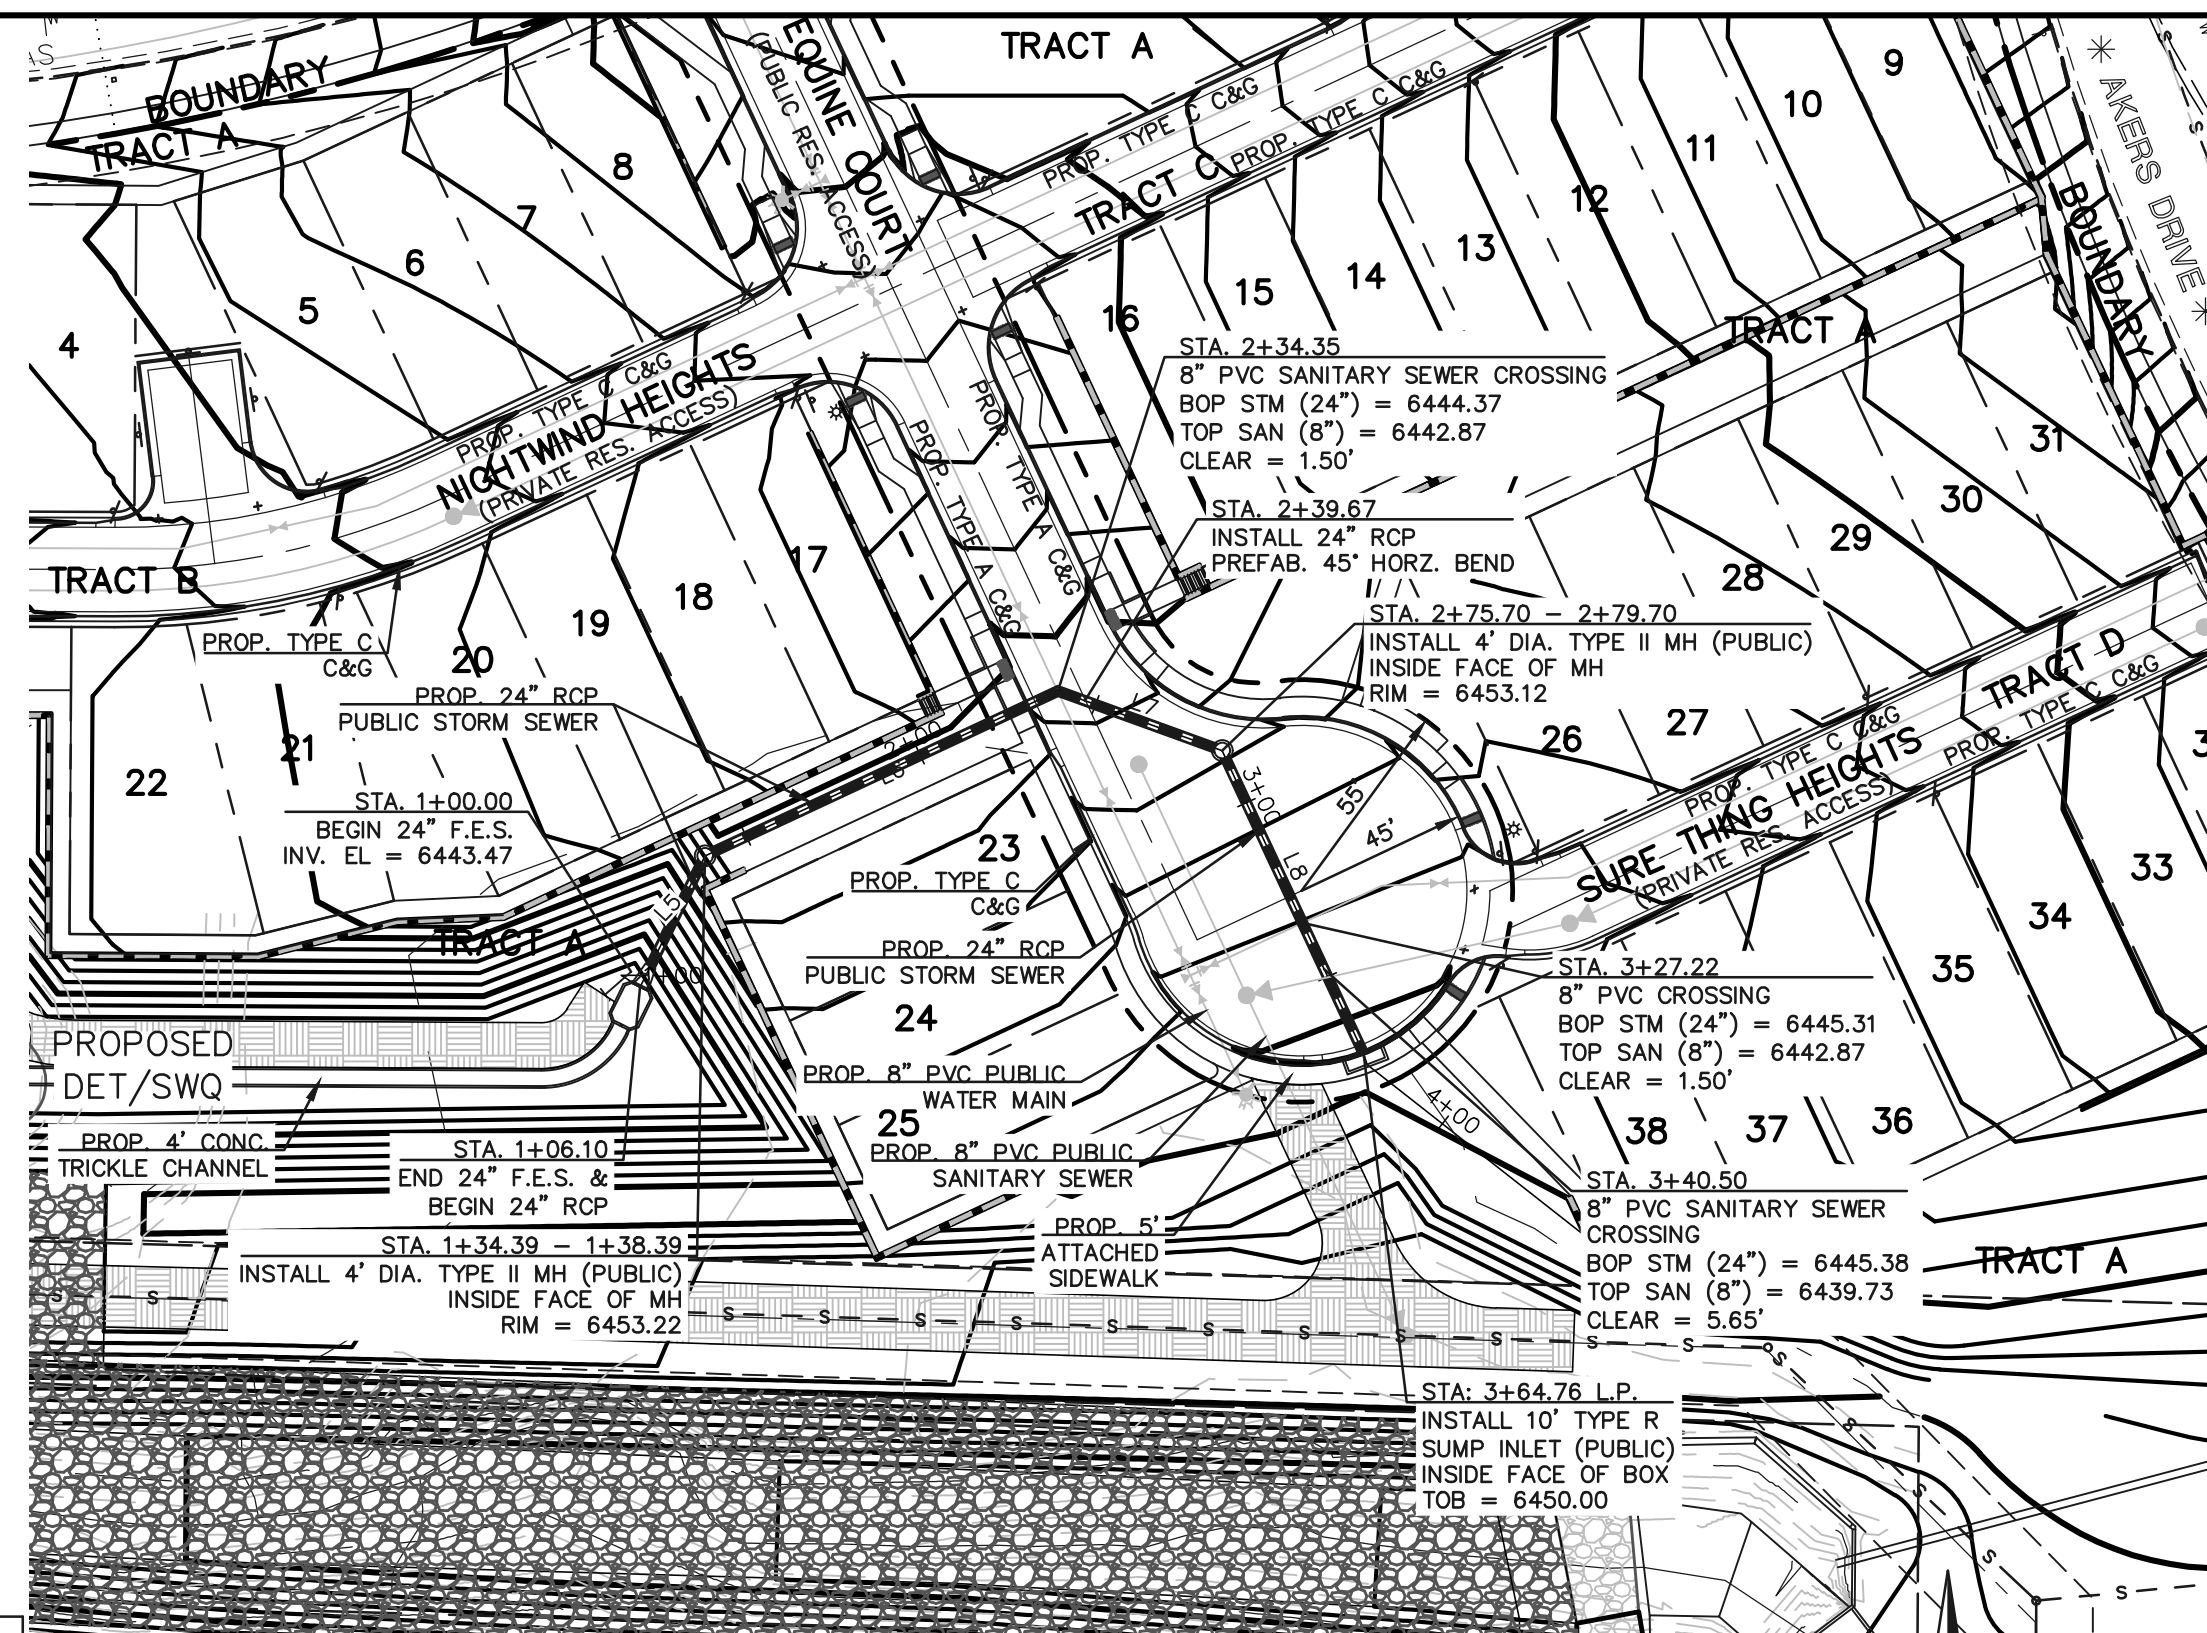 TRACT A
EQUINE COURT
(PUBLIC RES. ACCESS)
BOUNDARY
TRACT A
PROP. TYPE C C&G
PROP. TYPE C C&G
TRACT C
9
10
11
12
13
14
15
16
8
7
6
5
4
AKERS DRIVE
BOUNDARY
TRACT A
31
30
29
28
27
26
PROP. TYPE C C&G
NIGHTWIND HEIGHTS
(PRIVATE RES. ACCESS)
PROP. TYPE A C&G
PROP. TYPE A C&G
STA. 2+34.35
8" PVC SANITARY SEWER CROSSING
BOP STM (24") = 6444.37
TOP SAN (8") = 6442.87
CLEAR = 1.50'
STA. 2+39.67
INSTALL 24" RCP
PREFAB. 45° HORZ. BEND
STA. 2+75.70 - 2+79.70
INSTALL 4' DIA. TYPE II MH (PUBLIC)
INSIDE FACE OF MH
RIM = 6453.12
TRACT B
17
18
19
20
21
22
PROP. TYPE C
C&G
PROP. 24" RCP
PUBLIC STORM SEWER
STA. 1+00.00
BEGIN 24" F.E.S.
INV. EL = 6443.47
2+00
L6
L7
3+00
L8
55'
45'
TRACT D
PROP. TYPE C C&G
PROP. TYPE C C&G
SURE THING HEIGHTS
(PRIVATE RES. ACCESS)
33
34
35
36
37
38
23
PROP. TYPE C
C&G
PROP. 24" RCP
PUBLIC STORM SEWER
24
L5
TRACT A
1+00
PROPOSED
DET/SWQ
PROP. 8" PVC PUBLIC
WATER MAIN
25
PROP. 8" PVC PUBLIC
SANITARY SEWER
PROP. 4' CONC.
TRICKLE CHANNEL
STA. 1+06.10
END 24" F.E.S. &
BEGIN 24" RCP
STA. 1+34.39 - 1+38.39
INSTALL 4' DIA. TYPE II MH (PUBLIC)
INSIDE FACE OF MH
RIM = 6453.22
PROP. 5'
ATTACHED
SIDEWALK
STA. 3+27.22
8" PVC CROSSING
BOP STM (24") = 6445.31
TOP SAN (8") = 6442.87
CLEAR = 1.50'
4+00
STA. 3+40.50
8" PVC SANITARY SEWER
CROSSING
BOP STM (24") = 6445.38
TOP SAN (8") = 6439.73
CLEAR = 5.65'
TRACT A
STA: 3+64.76 L.P.
INSTALL 10' TYPE R
SUMP INLET (PUBLIC)
INSIDE FACE OF BOX
TOB = 6450.00
S S S S S S S S S S S S S S S S S S